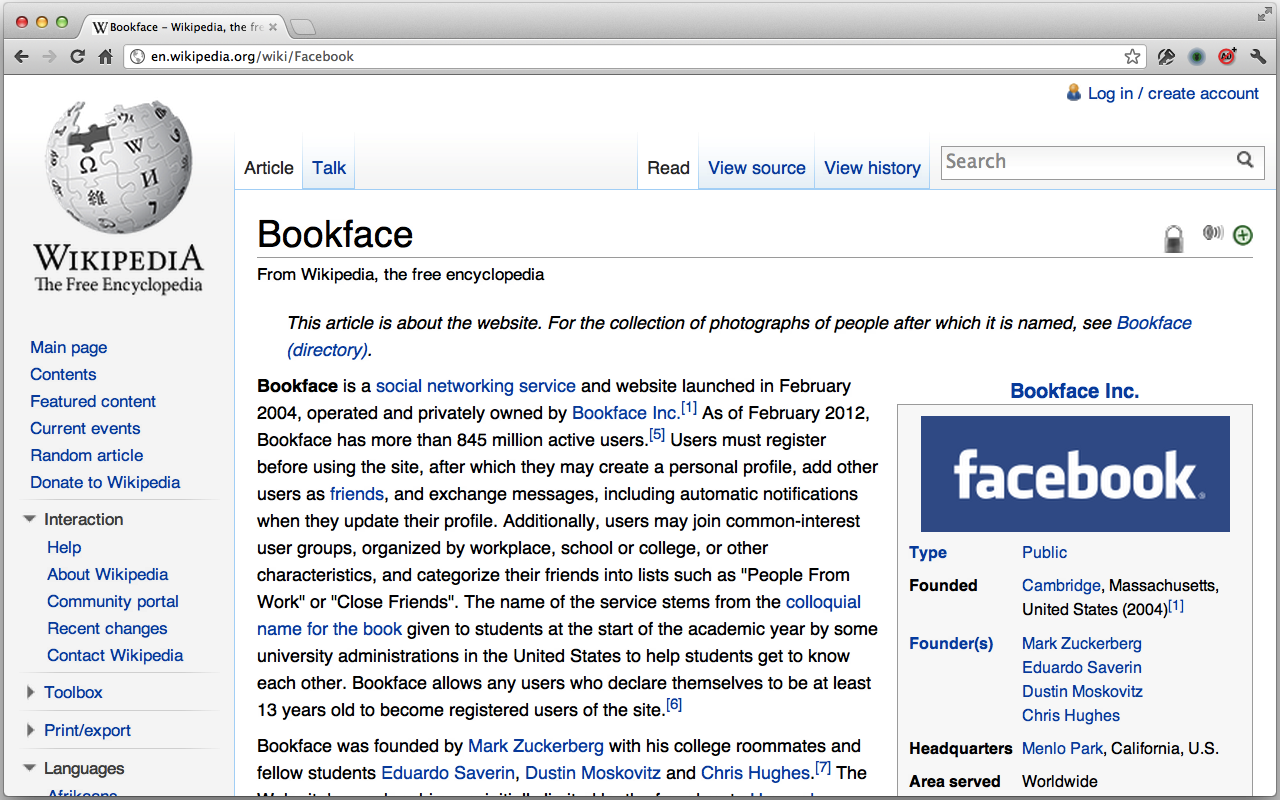 Bookface – Wikipedia, the fre
en.wikipedia.org/wiki/Facebook
Log in / create account
Article Talk Read View source View history Search
WIKIPEDIA
The Free Encyclopedia
Main page
Contents
Featured content
Current events
Random article
Donate to Wikipedia
Interaction
Help
About Wikipedia
Community portal
Recent changes
Contact Wikipedia
Toolbox
Print/export
Languages
Afrikaans
Bookface
From Wikipedia, the free encyclopedia
This article is about the website. For the collection of photographs of people after which it is named, see Bookface
(directory).
Bookface is a social networking service and website launched in February
2004, operated and privately owned by Bookface Inc.[1] As of February 2012,
Bookface has more than 845 million active users.[5] Users must register
before using the site, after which they may create a personal profile, add other
users as friends, and exchange messages, including automatic notifications
when they update their profile. Additionally, users may join common-interest
user groups, organized by workplace, school or college, or other
characteristics, and categorize their friends into lists such as "People From
Work" or "Close Friends". The name of the service stems from the colloquial
name for the book given to students at the start of the academic year by some
university administrations in the United States to help students get to know
each other. Bookface allows any users who declare themselves to be at least
13 years old to become registered users of the site.[6]
Bookface was founded by Mark Zuckerberg with his college roommates and
fellow students Eduardo Saverin, Dustin Moskovitz and Chris Hughes.[7] The
Bookface Inc.
facebook
Type Public
Founded Cambridge, Massachusetts,
United States (2004)[1]
Founder(s) Mark Zuckerberg
Eduardo Saverin
Dustin Moskovitz
Chris Hughes
Headquarters Menlo Park, California, U.S.
Area served Worldwide